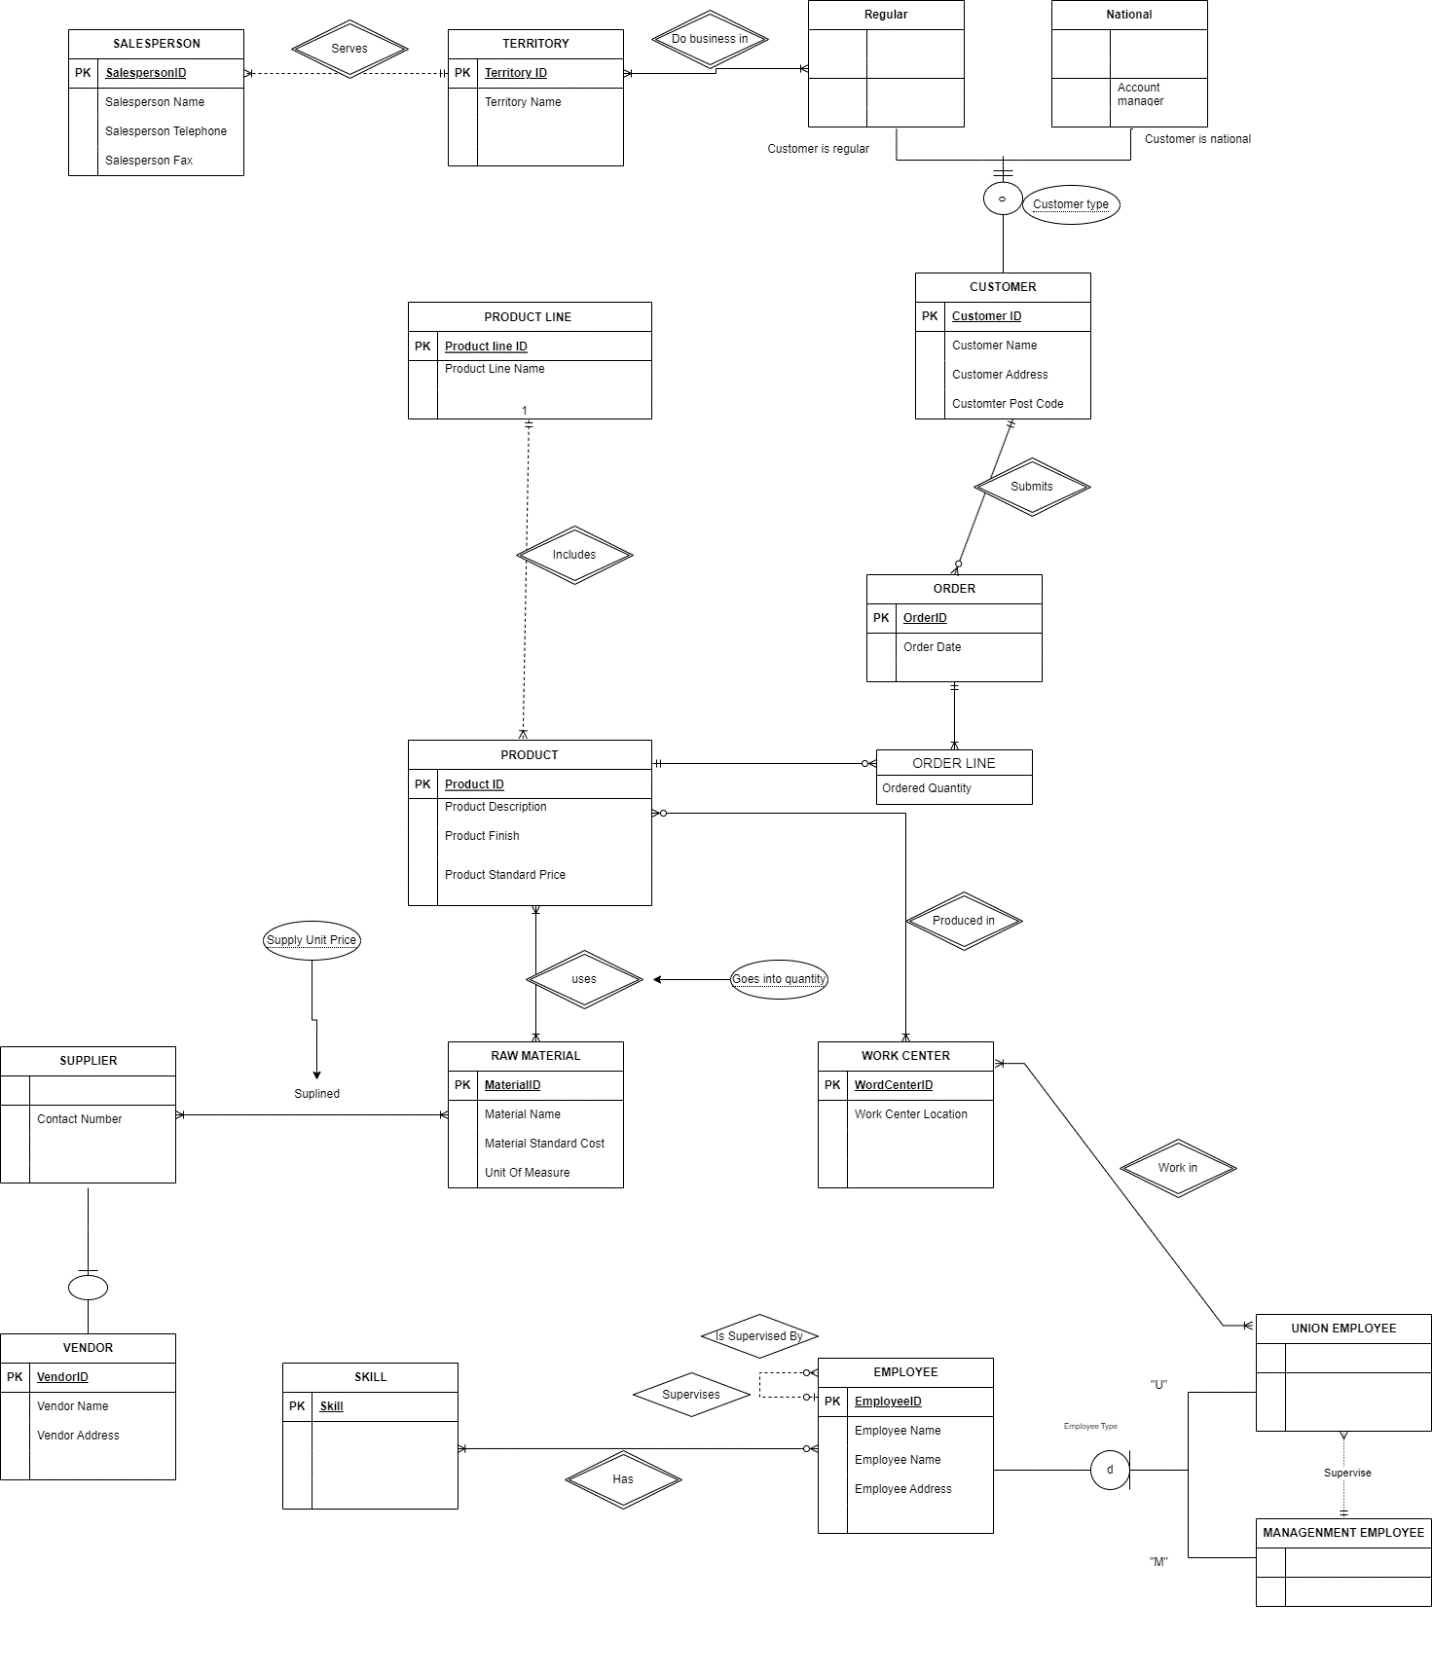 Regular
National
SALESPERSON
Serves
TERRITORY
Do business in
PK
SalespersonID
PK
Territory ID
Salesperson Name
Territory Name
Account
manager
Salesperson Telephone
Salesperson Fax
Customer is regular
Customer is national
o
Customer type
CUSTOMER
PK
Customer ID
Customer Name
Customer Address
Customter Post Code
PRODUCT LINE
PK
Product line ID
Product Line Name
1
Submits
Includes
ORDER
PK
OrderID
Order Date
PRODUCT
PK
Product ID
Product Description
Product Finish
Product Standard Price
ORDER LINE
Ordered Quantity
Produced in
Supply Unit Price
uses
Goes into quantity
SUPPLIER
Contact Number
Suplined
RAW MATERIAL
PK
MaterialID
Material Name
Material Standard Cost
Unit Of Measure
WORK CENTER
PK
WordCenterID
Work Center Location
Work in
VENDOR
PK
VendorID
Vendor Name
Vendor Address
SKILL
PK
Skill
Is Supervised By
Supervises
Has
EMPLOYEE
PK
EmployeeID
Employee Name
Employee Name
Employee Address
Employee Type
d
"U"
"M"
UNION EMPLOYEE
Supervise
MANAGENMENT EMPLOYEE